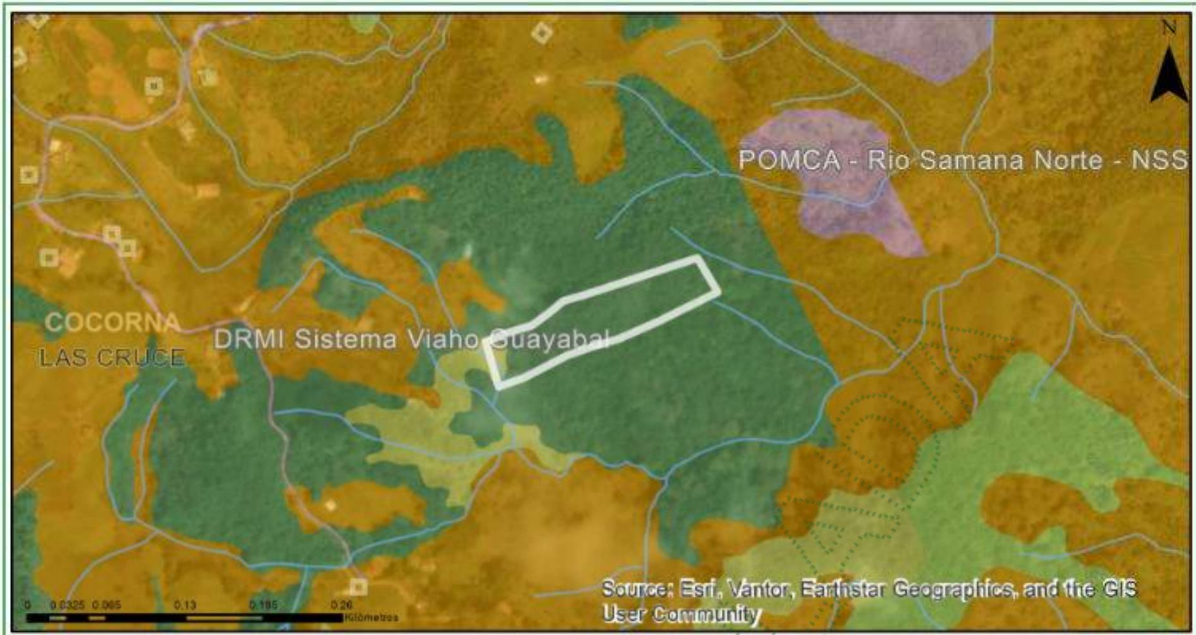 N
POMCA - Rio Samana Norte - NSS
COCORNA
DRMI Sistema Viaho Guayabal
LAS CRUCE
Source: Esri, Vantor, Earthstar Geographics, and the GIS
User Community
0 0.0325 0.065 0.13 0.195 0.26
Kilómetros